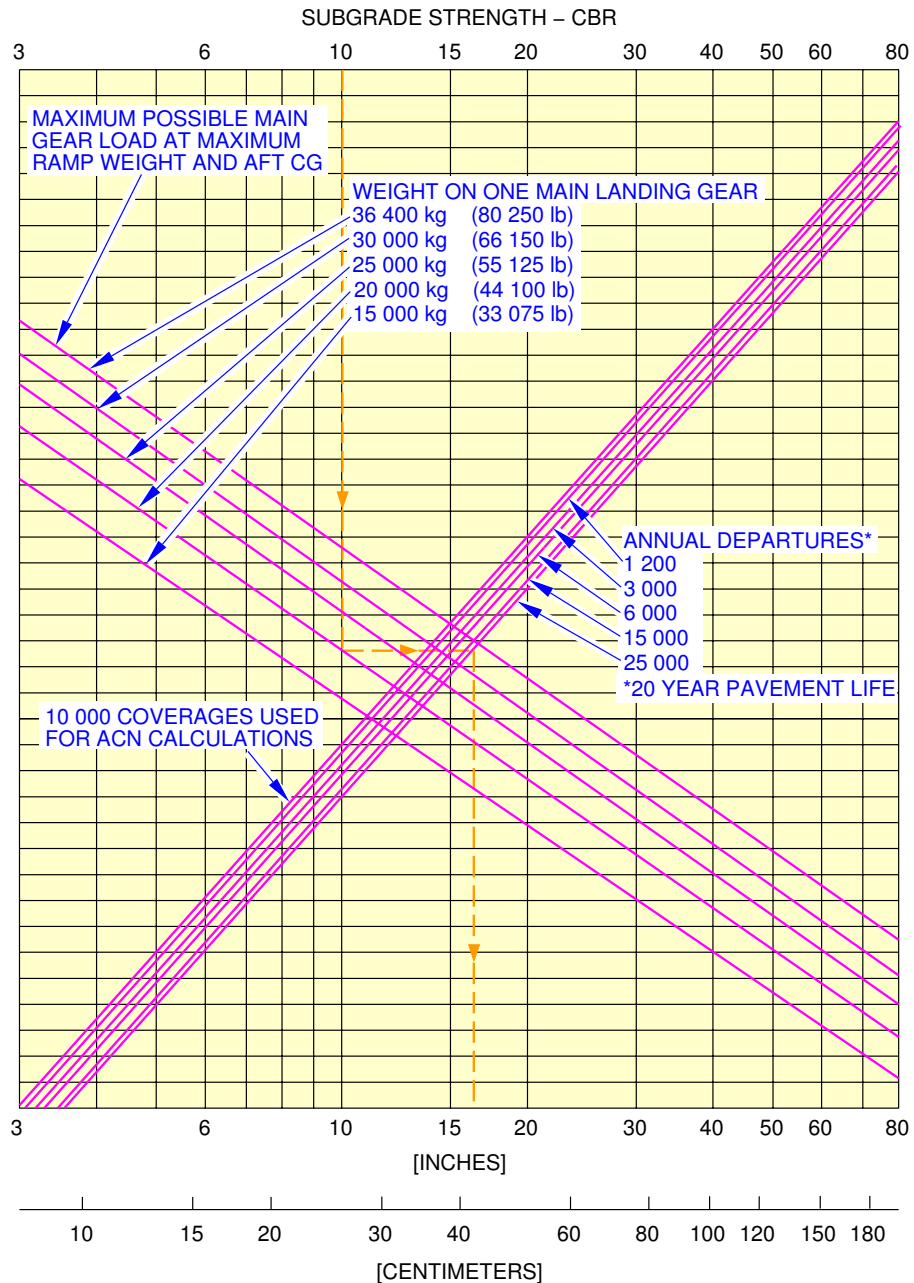 SUBGRADE STRENGTH – CBR
3 6 10 15 20 30 40 50 60 80
MAXIMUM POSSIBLE MAIN
GEAR LOAD AT MAXIMUM
RAMP WEIGHT AND AFT CG
WEIGHT ON ONE MAIN LANDING GEAR
36 400 kg (80 250 lb)
30 000 kg (66 150 lb)
25 000 kg (55 125 lb)
20 000 kg (44 100 lb)
15 000 kg (33 075 lb)
ANNUAL DEPARTURES*
1 200
3 000
6 000
15 000
25 000
*20 YEAR PAVEMENT LIFE
10 000 COVERAGES USED
FOR ACN CALCULATIONS
3 6 10 15 20 30 40 50 60 80
[INCHES]
10 15 20 30 40 60 80 100 120 150 180
[CENTIMETERS]